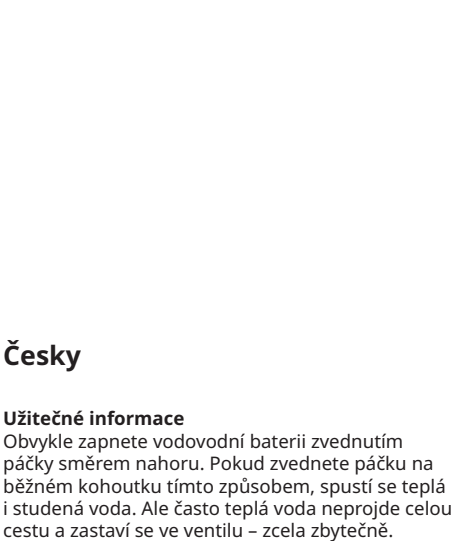 Česky
Užitečné informace
Obvykle zapnete vodovodní baterii zvednutím
páčky směrem nahoru. Pokud zvednete páčku na
běžném kohoutku tímto způsobem, spustí se teplá
i studená voda. Ale často teplá voda neprojde celou
cestu a zastaví se ve ventilu – zcela zbytečně.